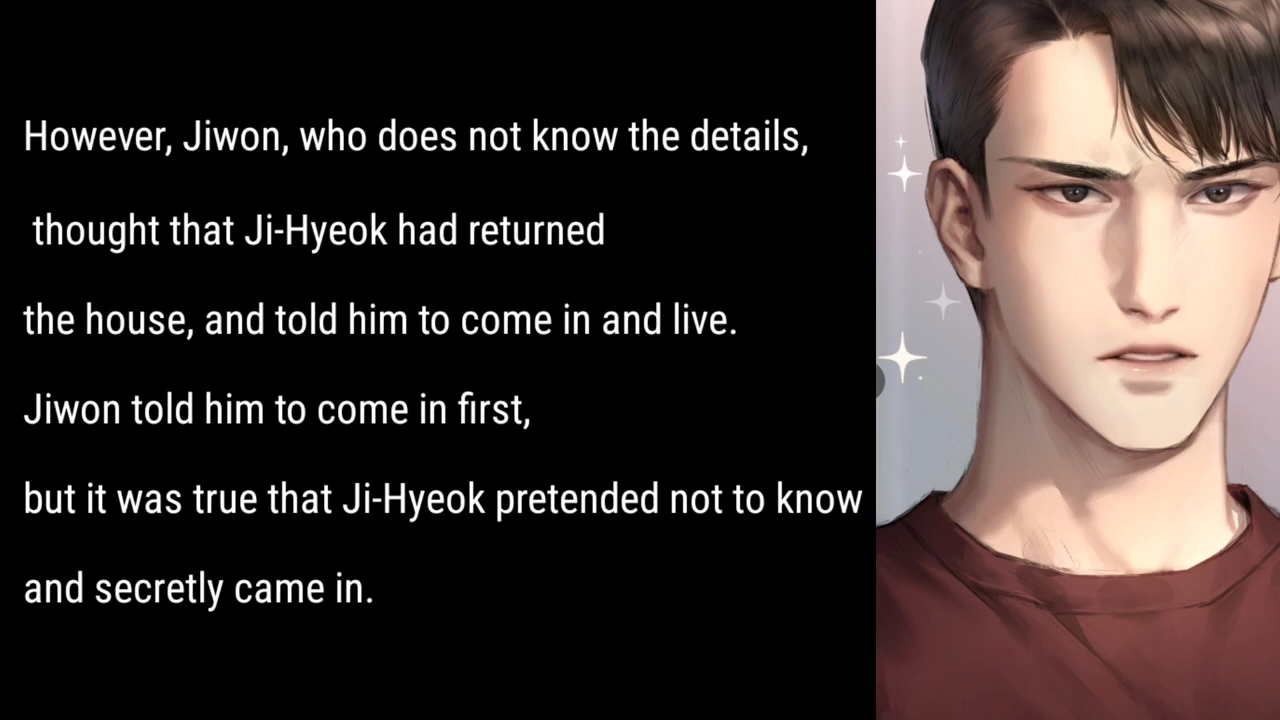 However, Jiwon, who does not know the details,
thought that Ji-Hyeok had returned
the house, and told him to come in and live.
Jiwon told him to come in first,
but it was true that Ji-Hyeok pretended not to know
and secretly came in.